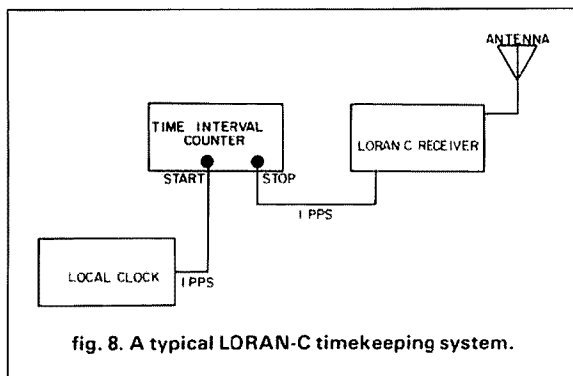 ANTENNA
TIME INTERVAL
COUNTER
START
STOP
LORAN C RECEIVER
1 PPS
LOCAL CLOCK
1 PPS
fig. 8. A typical LORAN-C timekeeping system.